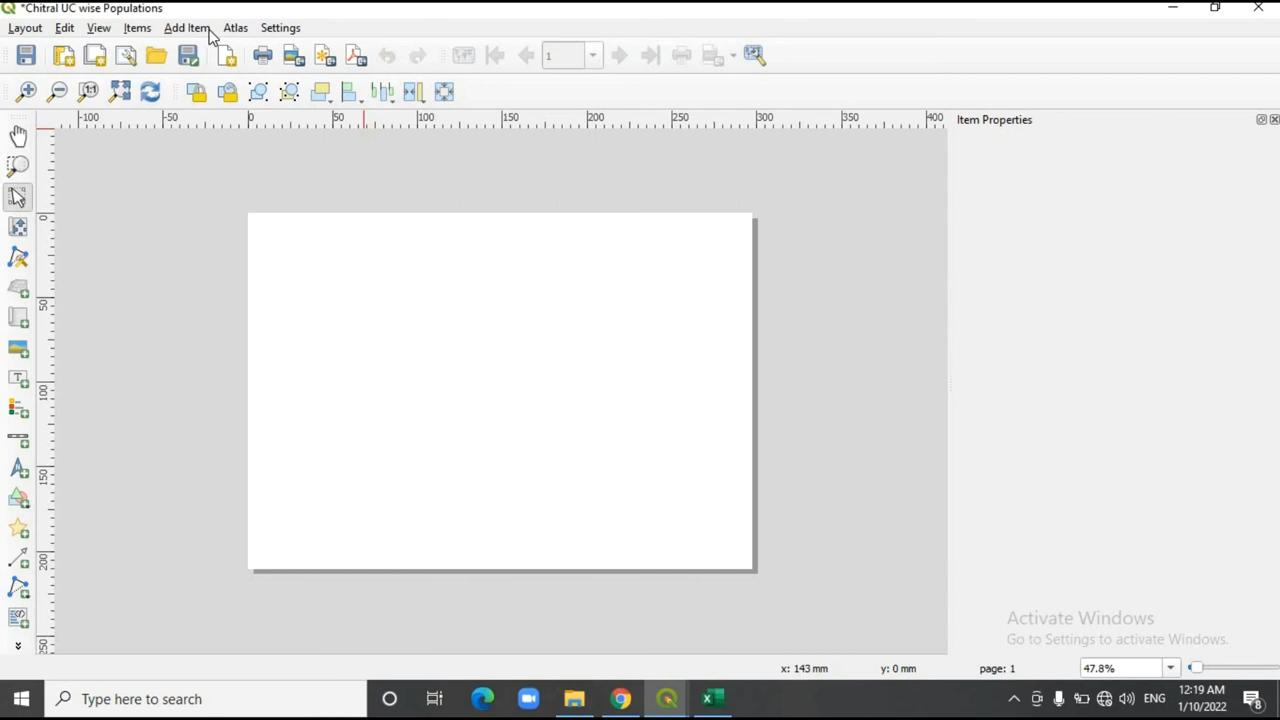 *Chitral UC wise Populations
Layout Edit View Items Add Item Atlas Settings
1
1:1
-100 -50 0 50 100 150 200 250 300 350 400
Item Properties
0
50
100
150
200
250
Activate Windows
Go to Settings to activate Windows.
x: 143 mm y: 0 mm page: 1 47.8%
Type here to search
ENG
12:19 AM
1/10/2022
8